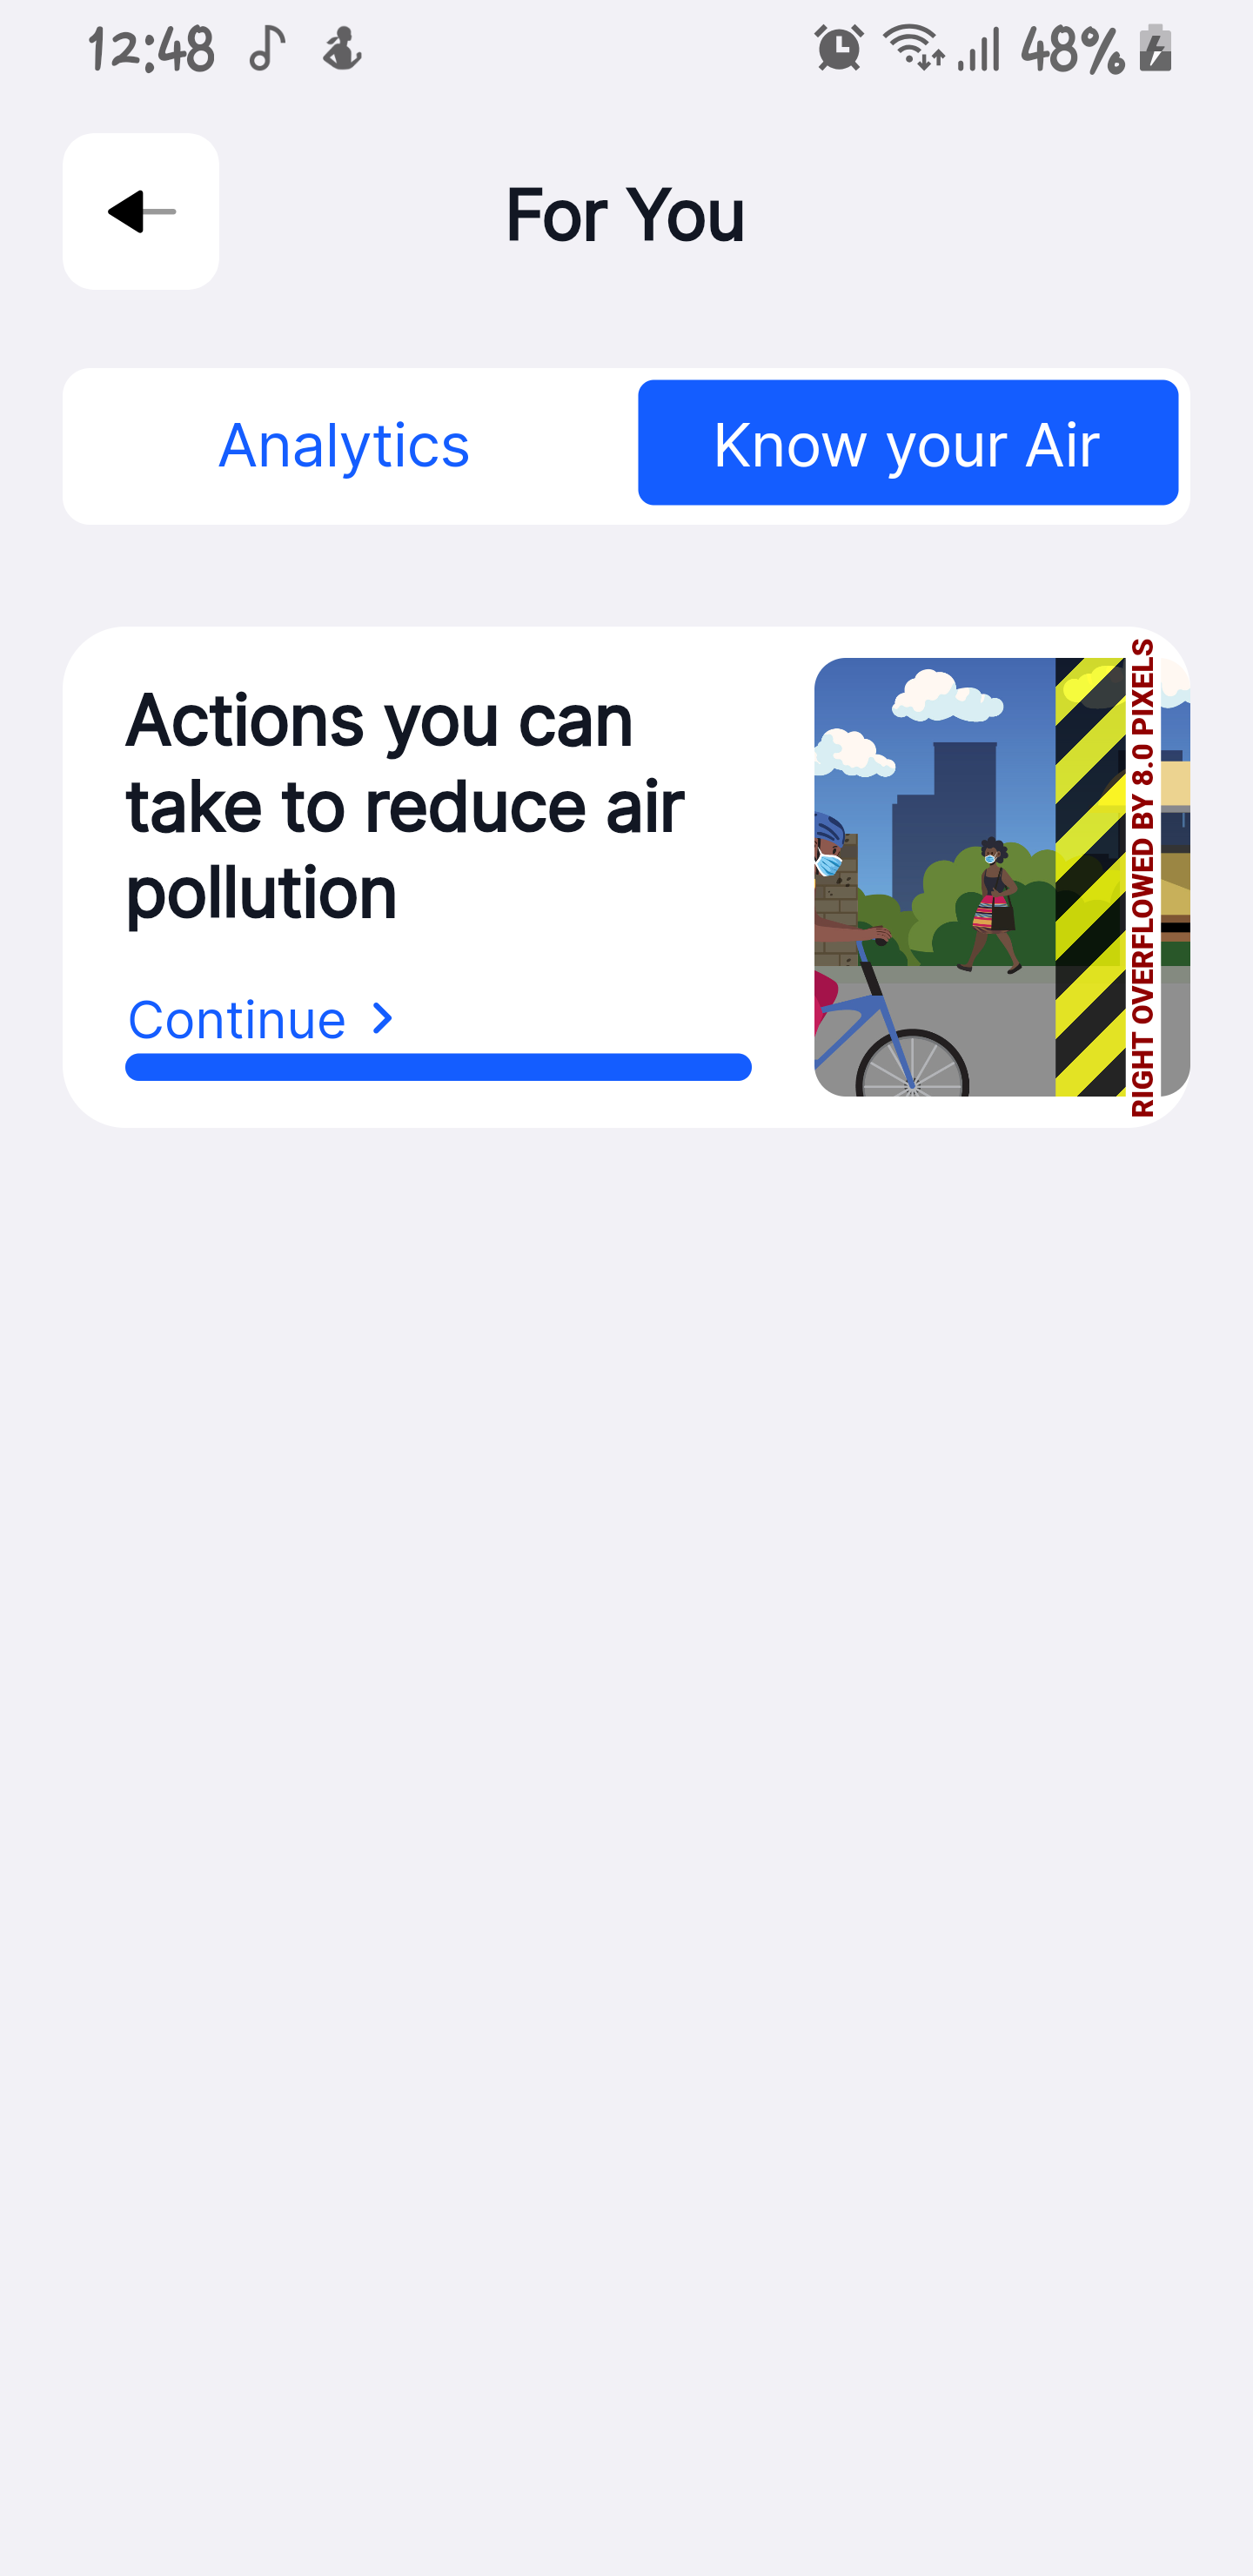 12:48
48%
For You
Analytics
Know your Air
Actions you can
take to reduce air
pollution
Continue
RIGHT OVERFLOWED BY 8.0 PIXELS